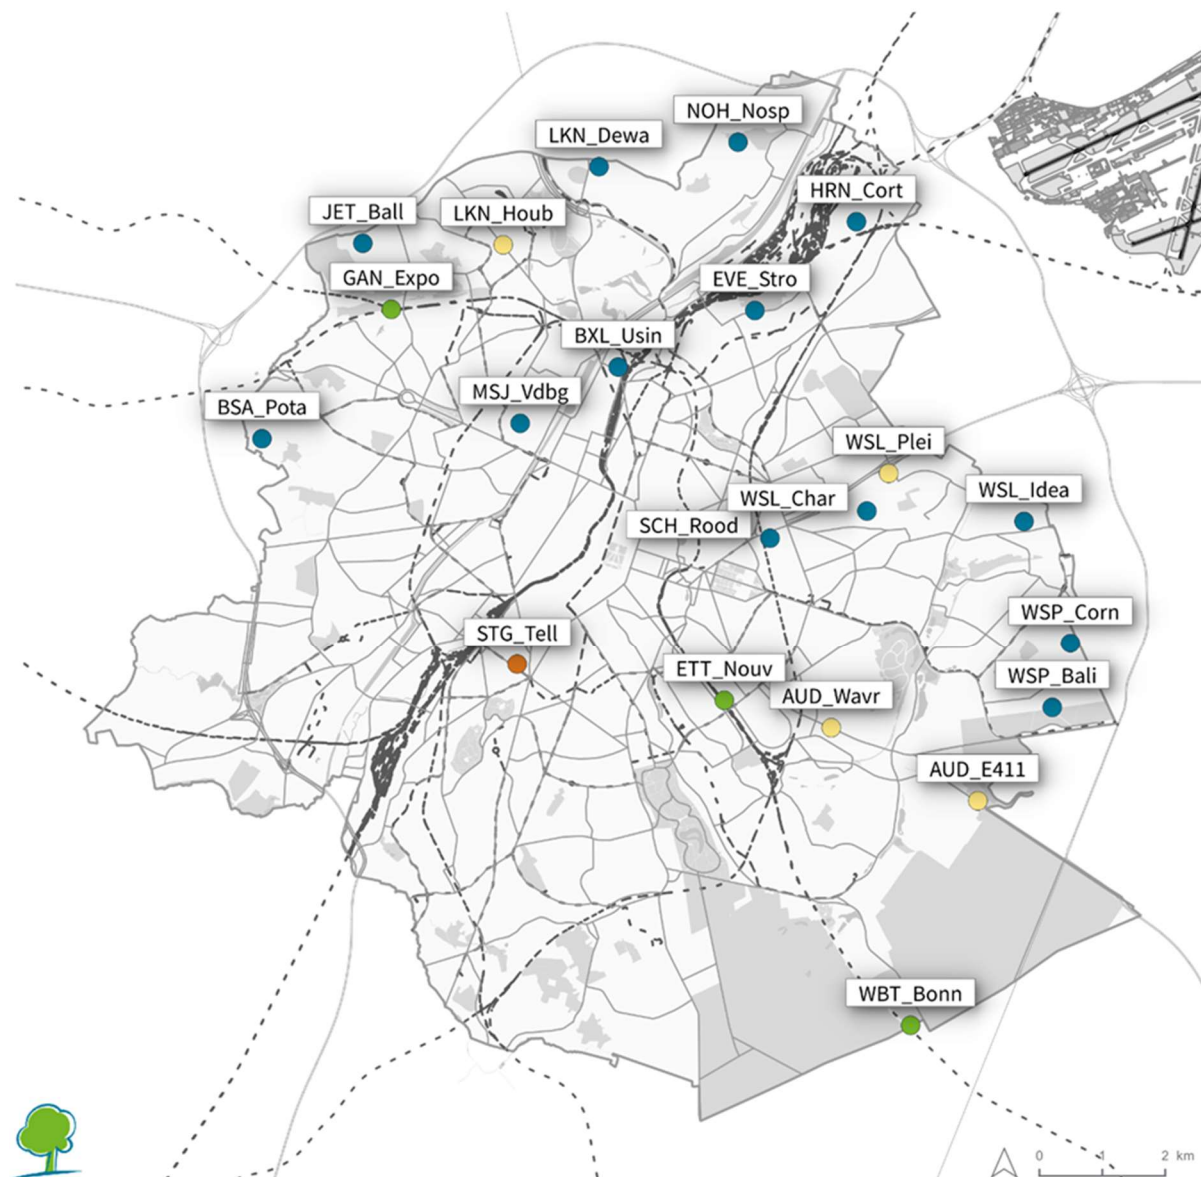 NOH_Nosp
LKN_Dewa
HRN_Cort
JET_Ball
LKN_Houb
GAN_Expo
EVE_Stro
BXL_Usin
MSJ_Vdbg
BSA_Pota
WSL_Plei
WSL_Idea
WSL_Char
SCH_Rood
WSP_Corn
STG_Tell
ETT_Nouv
WSP_Bali
AUD_Wavr
AUD_E411
WBT_Bonn
0 1 2 km